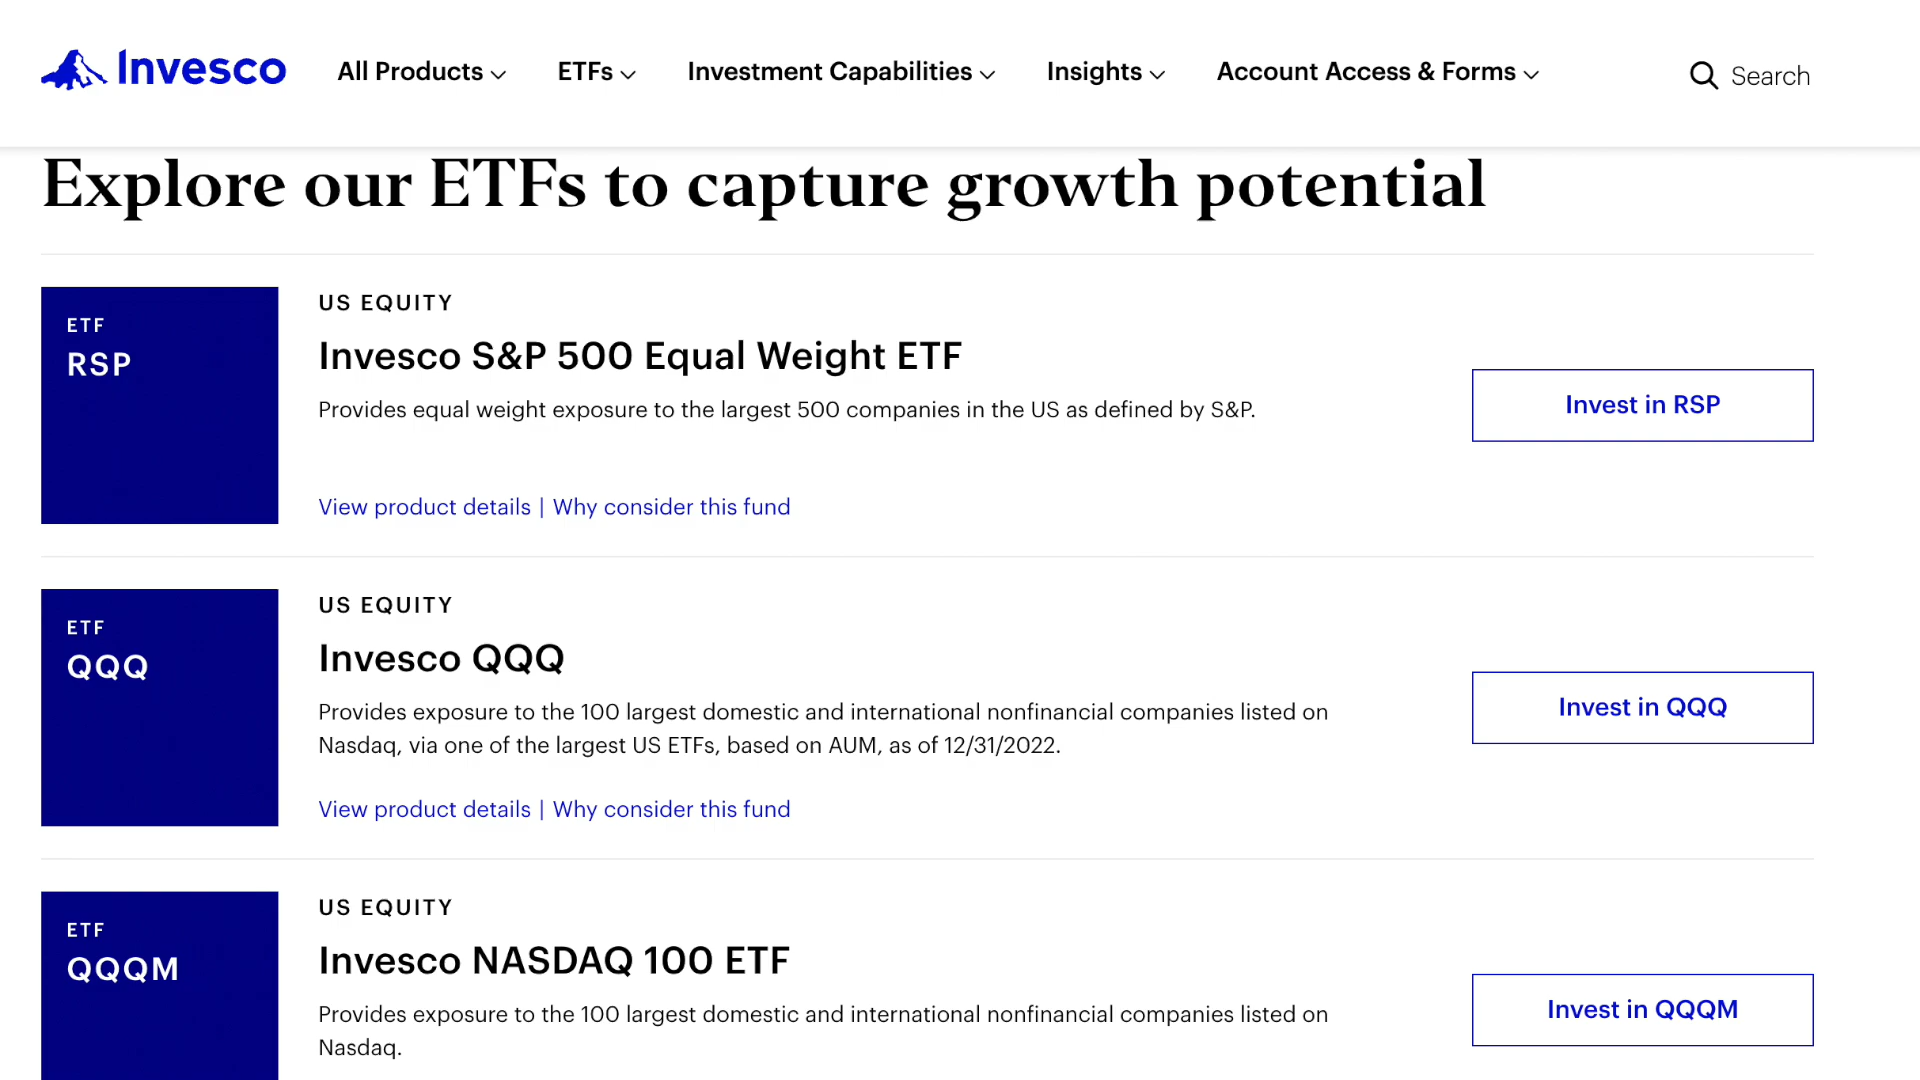 Invesco
All Products
ETFs
Investment Capabilities
Insights
Account Access & Forms
Search
Explore our ETFs to capture growth potential
ETF
RSP
US EQUITY
Invesco S&P 500 Equal Weight ETF
Provides equal weight exposure to the largest 500 companies in the US as defined by S&P.
View product details | Why consider this fund
Invest in RSP
ETF
QQQ
US EQUITY
Invesco QQQ
Provides exposure to the 100 largest domestic and international nonfinancial companies listed on
Nasdaq, via one of the largest US ETFs, based on AUM, as of 12/31/2022.
View product details | Why consider this fund
Invest in QQQ
ETF
QQQM
US EQUITY
Invesco NASDAQ 100 ETF
Provides exposure to the 100 largest domestic and international nonfinancial companies listed on
Nasdaq.
Invest in QQQM